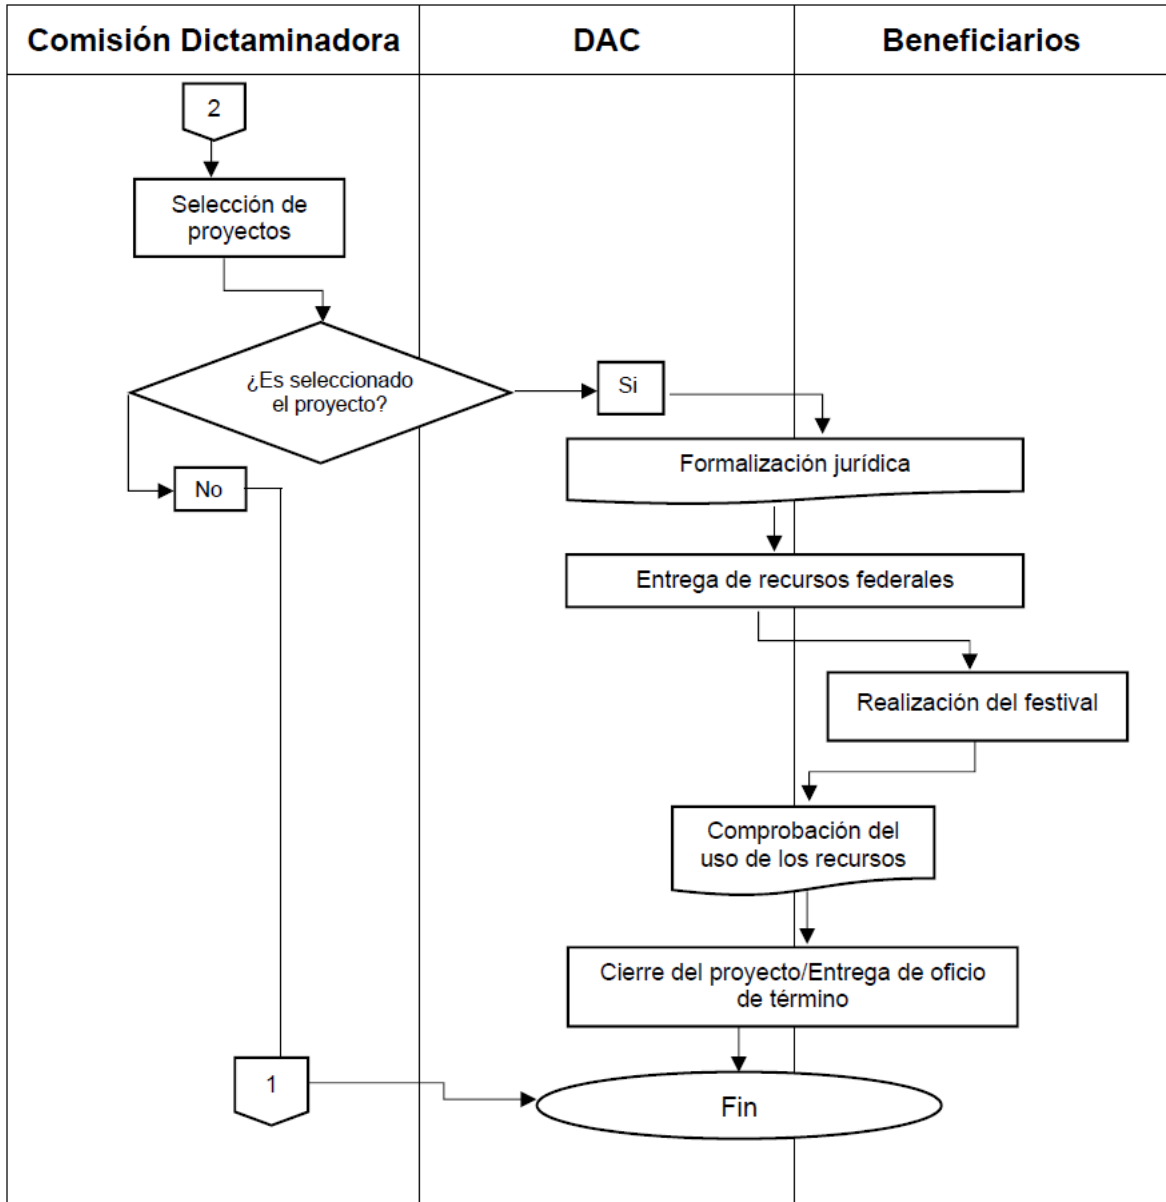 Comisión Dictaminadora
DAC
Beneficiarios
2
Selección de
proyectos
¿Es seleccionado
el proyecto?
Si
No
Formalización jurídica
Entrega de recursos federales
Realización del festival
Comprobación del
uso de los recursos
Cierre del proyecto/Entrega de oficio
de término
1
Fin